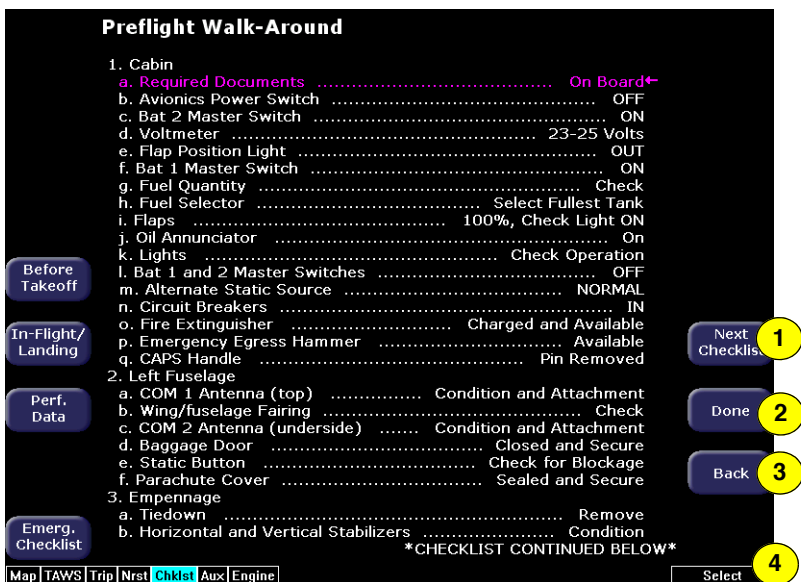 Preflight Walk-Around
1. Cabin
a. Required Documents ........................................ On Board←
b. Avionics Power Switch ............................................. OFF
c. Bat 2 Master Switch .................................................. ON
d. Voltmeter .................................................... 23-25 Volts
e. Flap Position Light .................................................. OUT
f. Bat 1 Master Switch ................................................... ON
g. Fuel Quantity ......................................................... Check
h. Fuel Selector ................................... Select Fullest Tank
i. Flaps ........................................... 100%, Check Light ON
j. Oil Annunciator .......................................................... On
k. Lights ................................................ Check Operation
l. Bat 1 and 2 Master Switches ..................................... OFF
m. Alternate Static Source ..................................... NORMAL
n. Circuit Breakers ......................................................... IN
o. Fire Extinguisher .......................... Charged and Available
p. Emergency Egress Hammer .............................. Available
q. CAPS Handle .............................................. Pin Removed
2. Left Fuselage
a. COM 1 Antenna (top) ................ Condition and Attachment
b. Wing/fuselage Fairing ............................................ Check
c. COM 2 Antenna (underside) ....... Condition and Attachment
d. Baggage Door ......................................... Closed and Secure
e. Static Button ....................................... Check for Blockage
f. Parachute Cover .................................. Sealed and Secure
3. Empennage
a. Tiedown ........................................................... Remove
b. Horizontal and Vertical Stabilizers ..................... Condition
*CHECKLIST CONTINUED BELOW*
Before
Takeoff
In-Flight/
Landing
Perf.
Data
Emerg.
Checklist
Next
Checklist
1
Done
2
Back
3
Map TAWS Trip Nrst Chklst Aux Engine
Select
4